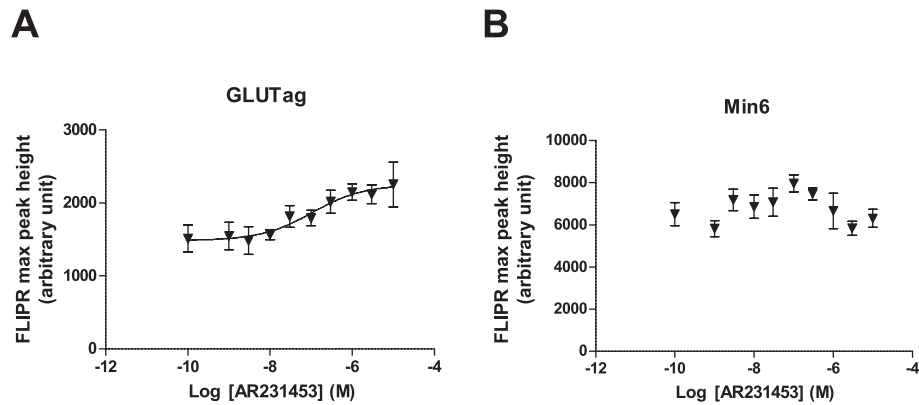 A
GLUTag
FLIPR max peak height
(arbitrary unit)
3000
2000
1000
0
-12
-10
-8
-6
-4
Log [AR231453] (M)
B
Min6
FLIPR max peak height
(arbitrary unit)
10000
8000
6000
4000
2000
0
-12
-10
-8
-6
-4
Log [AR231453] (M)